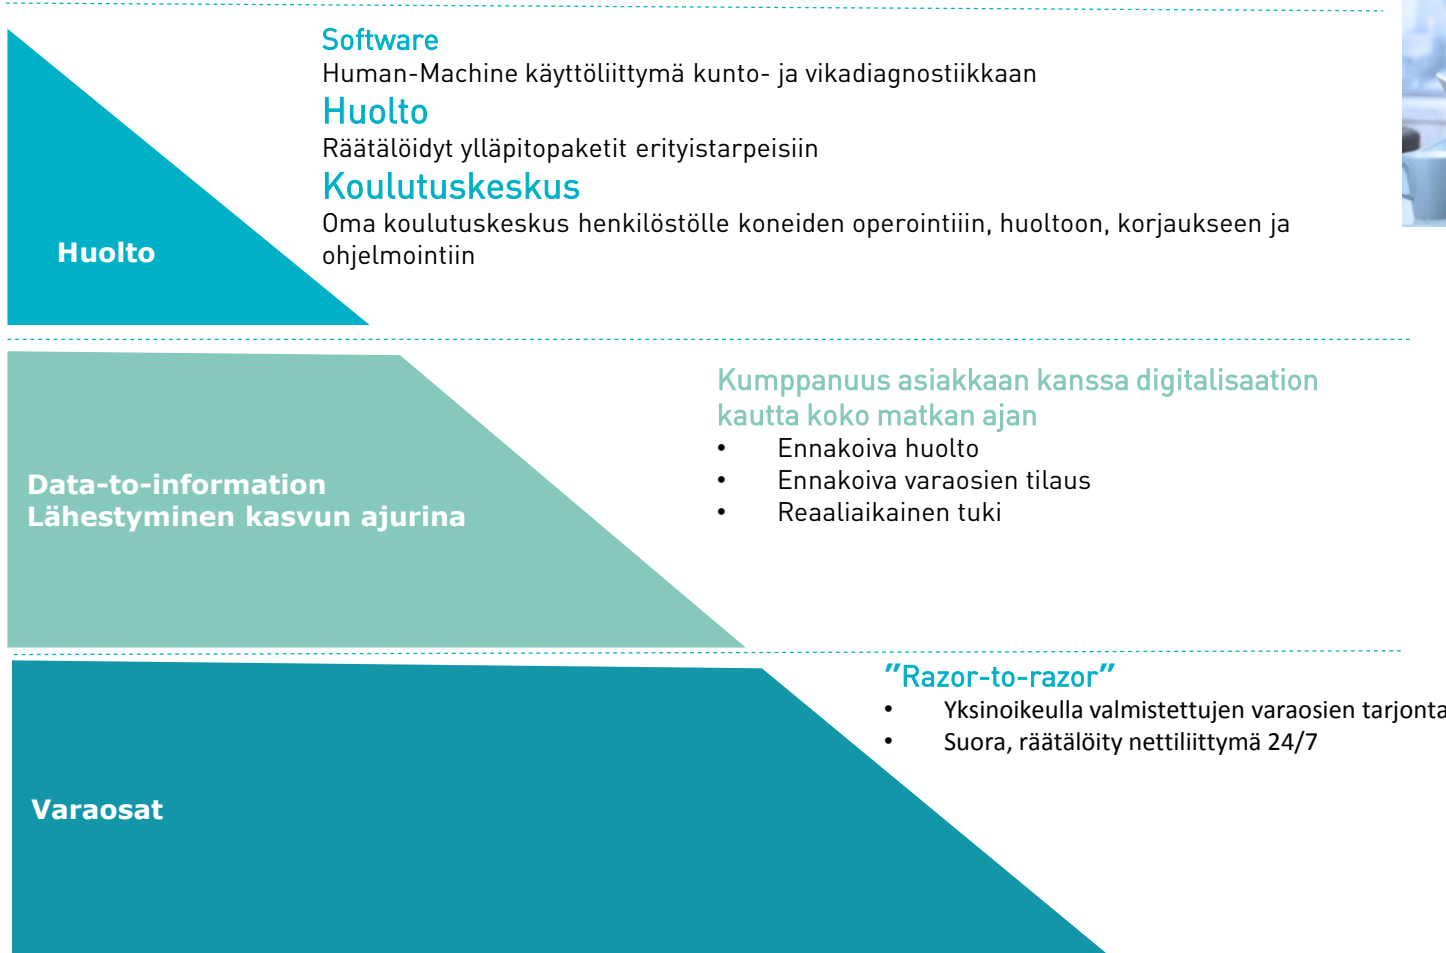 Software
Human-Machine käyttöliittymä kunto- ja vikadiagnostiikkaan
Huolto
Räätälöidyt ylläpitopaketit erityistarpeisiin
Koulutuskeskus
Oma koulutuskeskus henkilöstölle koneiden operointiiin, huoltoon, korjaukseen ja
ohjelmointiin
Huolto
Kumppanuus asiakkaan kanssa digitalisaation
kautta koko matkan ajan
• Ennakoiva huolto
• Ennakoiva varaosien tilaus
• Reaaliaikainen tuki
Data-to-information
Lähestyminen kasvun ajurina
”Razor-to-razor”
• Yksinoikeulla valmistettujen varaosien tarjonta
• Suora, räätälöity nettiliittymä 24/7
Varaosat